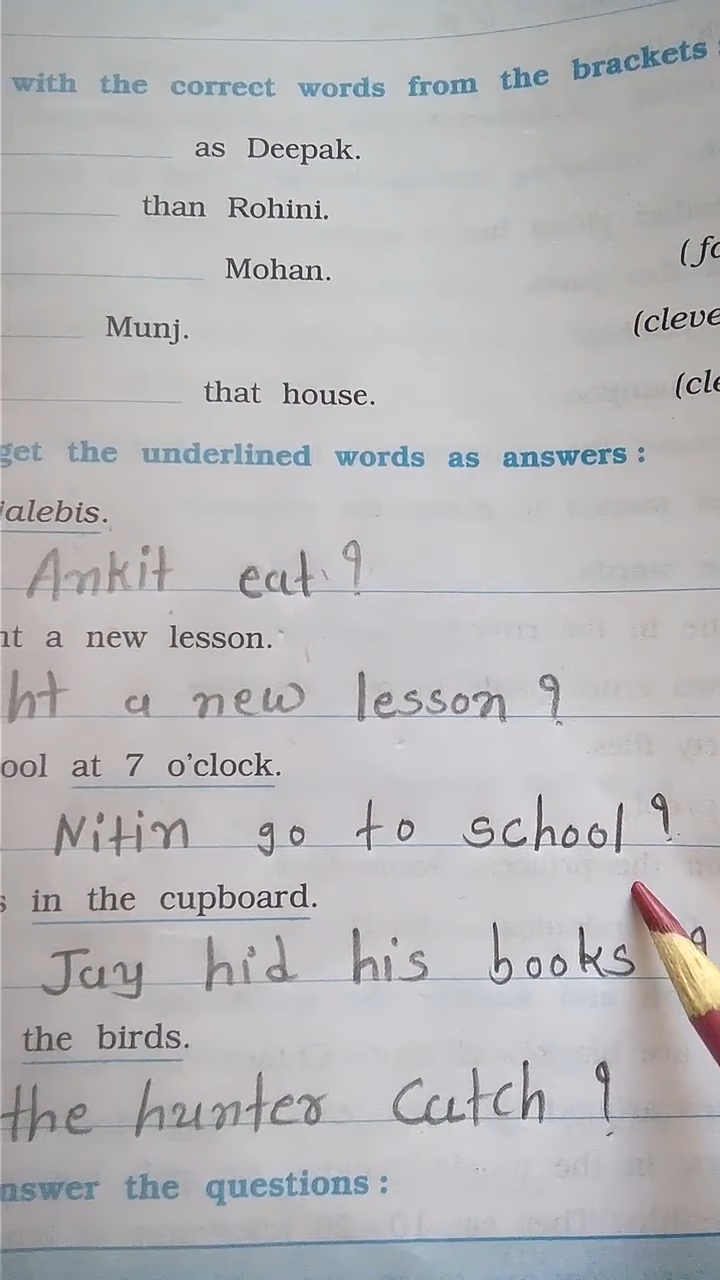 with the correct words from the brackets :
as Deepak.
than Rohini.
Mohan. (fo
Munj. (cleve
that house. (cle
get the underlined words as answers :
jalebis.
Ankit eat ?
ht a new lesson.
ht a new lesson ?
ool at 7 o'clock.
Nitin go to school ?
s in the cupboard.
Jay hid his books ?
the birds.
the hunter Catch ?
nswer the questions :